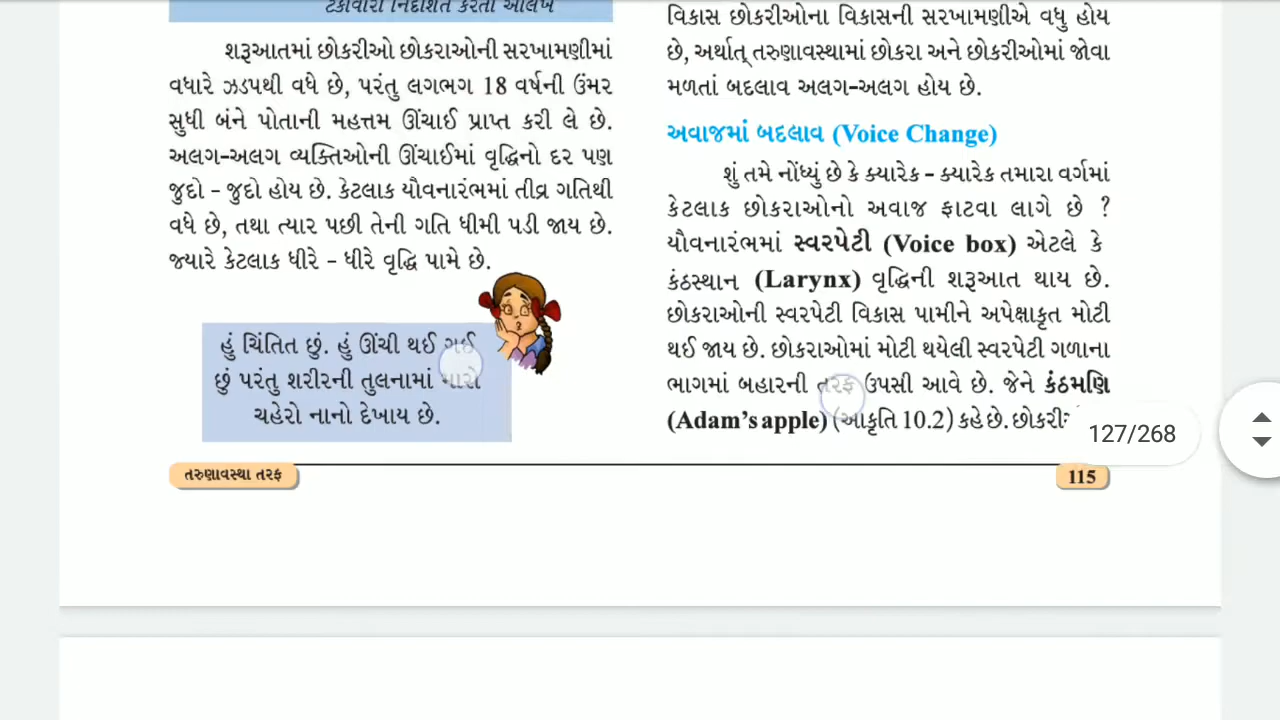 ટકાવારી નિર્દેશિત કરતો આલેખ
શરૂઆતમાં છોકરીઓ છોકરાઓની સરખામણીમાં
વધારે ઝડપથી વધે છે, પરંતુ લગભગ 18 વર્ષની ઉંમર
સુધી બંને પોતાની મહત્તમ ઊંચાઈ પ્રાપ્ત કરી લે છે.
અલગ-અલગ વ્યક્તિઓની ઊંચાઈમાં વૃદ્ધિનો દર પણ
જુદો - જુદો હોય છે. કેટલાક યૌવનારંભમાં તીવ્ર ગતિથી
વધે છે, તથા ત્યાર પછી તેની ગતિ ધીમી પડી જાય છે.
જ્યારે કેટલાક ધીરે - ધીરે વૃદ્ધિ પામે છે.
હું ચિંતિત છું. હું ઊંચી થઈ ગઈ
છું પરંતુ શરીરની તુલનામાં મારો
ચહેરો નાનો દેખાય છે.
વિકાસ છોકરીઓના વિકાસની સરખામણીએ વધુ હોય
છે, અર્થાત્ તરુણાવસ્થામાં છોકરા અને છોકરીઓમાં જોવા
મળતાં બદલાવ અલગ-અલગ હોય છે.
અવાજમાં બદલાવ (Voice Change)
શું તમે નોંધ્યું છે કે ક્યારેક - ક્યારેક તમારા વર્ગમાં
કેટલાક છોકરાઓનો અવાજ ફાટવા લાગે છે ?
યૌવનારંભમાં સ્વરપેટી (Voice box) એટલે કે
કંઠસ્થાન (Larynx) વૃદ્ધિની શરૂઆત થાય છે.
છોકરાઓની સ્વરપેટી વિકાસ પામીને અપેક્ષાકૃત મોટી
થઈ જાય છે. છોકરાઓમાં મોટી થયેલી સ્વરપેટી ગળાના
ભાગમાં બહારની તરફ ઉપસી આવે છે. જેને કંઠમણિ
(Adam's apple) (આકૃતિ 10.2) કહે છે.
127/268
તરુણાવસ્થા તરફ
115